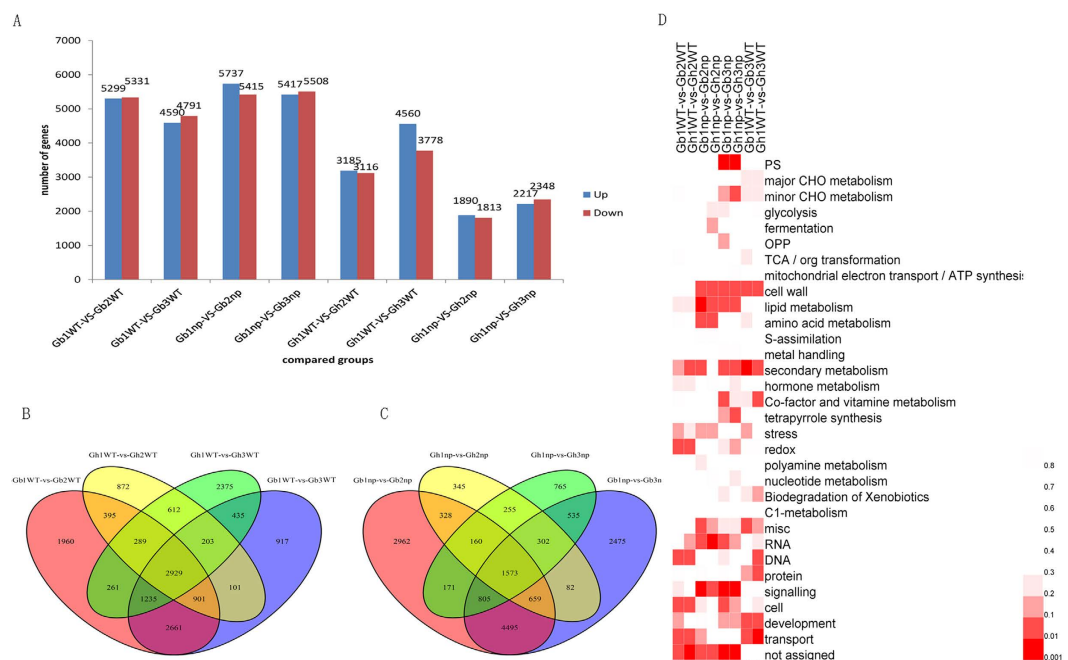 A
7000
6000
5000
4000
3000
2000
1000
0
number of genes
5299
5331
4590
4791
5737
5415
5417
5508
3185
3116
4560
3778
1890
1813
2217
2348
Up
Down
Gb1WT-VS-Gb2WT
Gb1WT-VS-Gb3WT
Gb1np-VS-Gb2np
Gb1np-VS-Gb3np
Gh1WT-VS-Gh2WT
Gh1WT-VS-Gh3WT
Gh1np-VS-Gh2np
Gh1np-VS-Gh3np
compared groups
B
Gh1WT-vs-Gh2WT
Gh1WT-vs-Gh3WT
Gb1WT-vs-Gb2WT
Gb1WT-vs-Gb3WT
872
2375
395
612
435
1960
289
203
917
2929
261
101
1235
901
2661
C
Gh1np-vs-Gh2np
Gh1np-vs-Gh3np
Gb1np-vs-Gb2np
Gb1np-vs-Gb3n
345
765
328
255
535
2962
160
302
2475
1573
171
82
805
659
4495
D
Gb1WT-vs-Gb2WT
Gh1WT-vs-Gh2WT
Gb1np-vs-Gb2np
Gh1np-vs-Gh2np
Gb1np-vs-Gb3np
Gh1np-vs-Gh3np
Gb1WT-vs-Gb3WT
Gh1WT-vs-Gh3WT
PS
major CHO metabolism
minor CHO metabolism
glycolysis
fermentation
OPP
TCA / org transformation
mitochondrial electron transport / ATP synthesis
cell wall
lipid metabolism
amino acid metabolism
S-assimilation
metal handling
secondary metabolism
hormone metabolism
Co-factor and vitamine metabolism
tetrapyrrole synthesis
stress
redox
polyamine metabolism
nucleotide metabolism
Biodegradation of Xenobiotics
C1-metabolism
misc
RNA
DNA
protein
signalling
cell
development
transport
not assigned
0.8
0.7
0.6
0.5
0.4
0.3
0.2
0.1
0.01
0.001